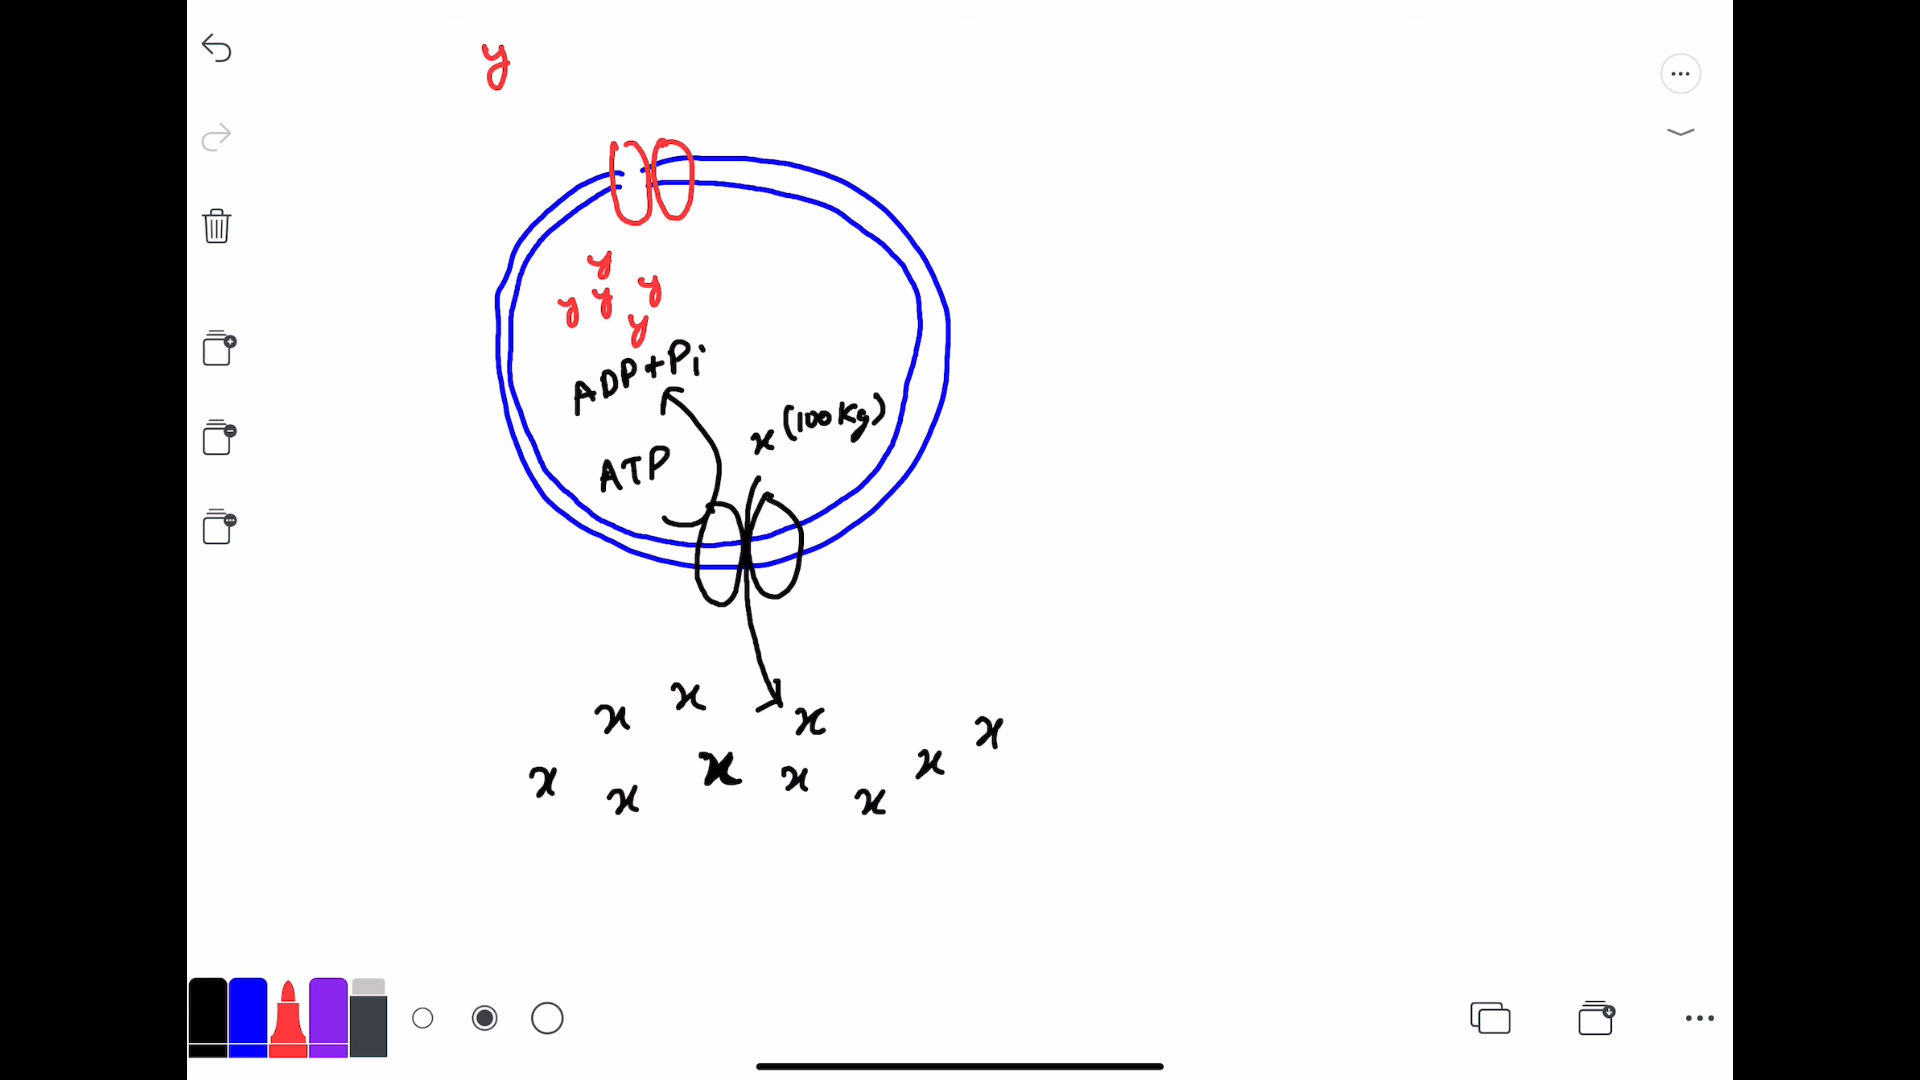 y
y
y y y
y
ADP+Pi
x (100 Kg)
ATP
x x x x
x x x x x x